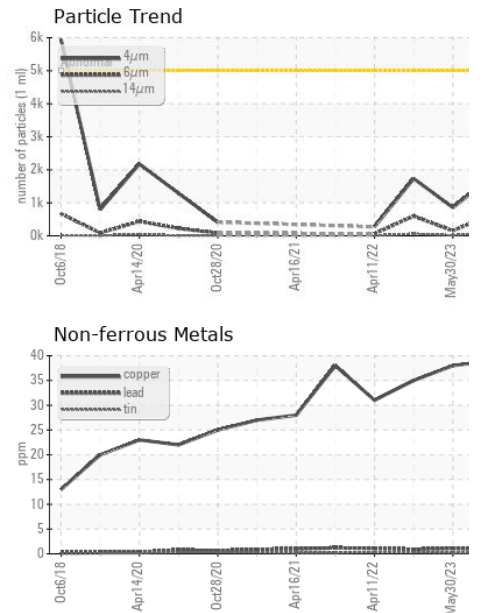 Particle Trend
6k
5k
4k
3k
2k
1k
0k
number of particles (1 ml)
Abnormal
4µm
6µm
14µm
Oct6/18
Apr14/20
Oct28/20
Apr16/21
Apr11/22
May30/23
Non-ferrous Metals
40
35
30
25
20
15
10
5
0
ppm
copper
lead
tin
Oct6/18
Apr14/20
Oct28/20
Apr16/21
Apr11/22
May30/23